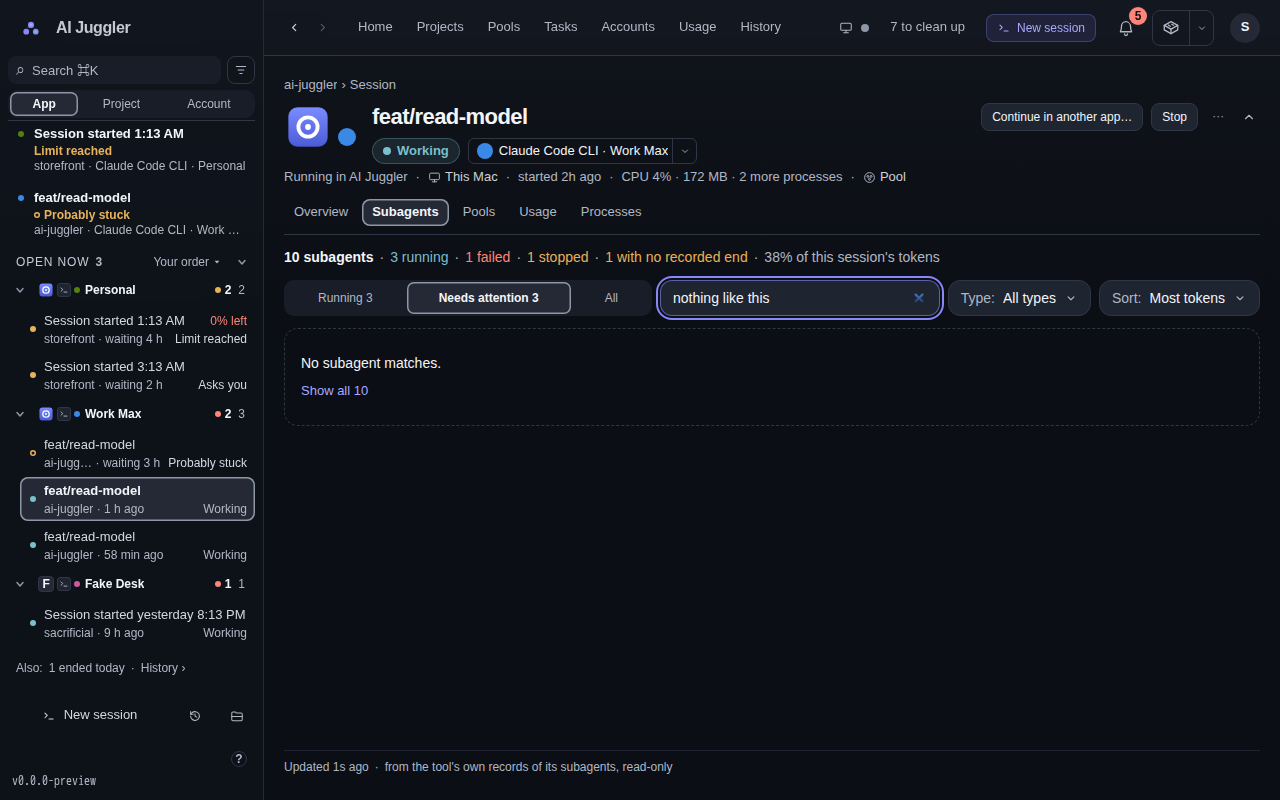 AI Juggler
Search ⌘K
App Project Account
Session started 1:13 AM
Limit reached
storefront · Claude Code CLI · Personal
feat/read-model
Probably stuck
ai-juggler · Claude Code CLI · Work …
OPEN NOW 3 Your order
Personal 2 2
Session started 1:13 AM 0% left
storefront · waiting 4 h Limit reached
Session started 3:13 AM
storefront · waiting 2 h Asks you
Work Max 2 3
feat/read-model
ai-jugg… · waiting 3 h Probably stuck
feat/read-model
ai-juggler · 1 h ago Working
feat/read-model
ai-juggler · 58 min ago Working
F Fake Desk 1 1
Session started yesterday 8:13 PM
sacrificial · 9 h ago Working
Also: 1 ended today · History ›
New session
?
v0.0.0-preview
Home Projects Pools Tasks Accounts Usage History
7 to clean up
New session
5
S
ai-juggler › Session
feat/read-model
Continue in another app… Stop ···
Working Claude Code CLI · Work Max
Running in AI Juggler · This Mac · started 2h ago · CPU 4% · 172 MB · 2 more processes · Pool
Overview Subagents Pools Usage Processes
10 subagents · 3 running · 1 failed · 1 stopped · 1 with no recorded end · 38% of this session's tokens
Running 3 Needs attention 3 All
nothing like this
Type: All types
Sort: Most tokens
No subagent matches.
Show all 10
Updated 1s ago · from the tool's own records of its subagents, read-only